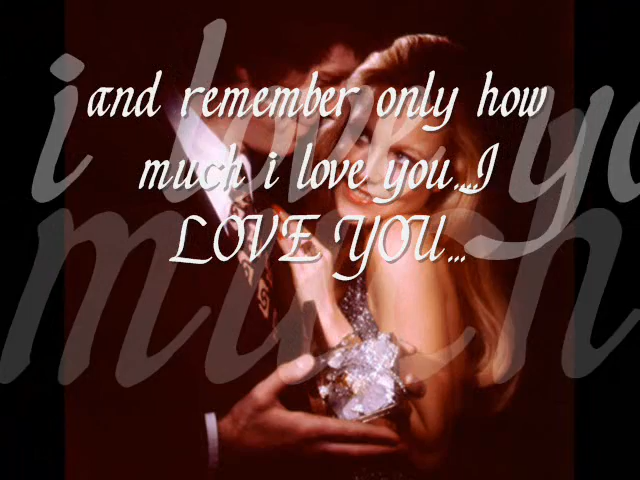 and remember only how
much i love you...I
LOVE YOU...
i love you
much